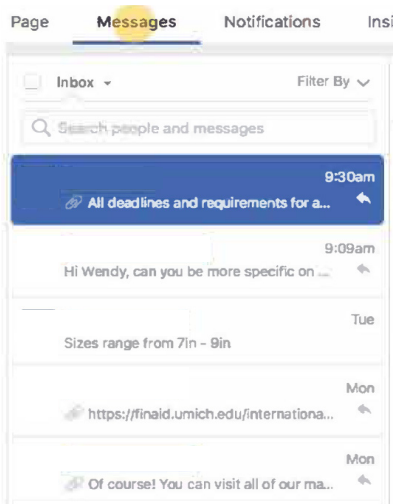 Page Messages Notifications Insi
Inbox Filter By
Search people and messages
9:30am
All deadlines and requirements for a...
9:09am
Hi Wendy, can you be more specific on ...
Tue
Sizes range from 7in - 9in
Mon
https://finaid.umich.edu/internationa...
Mon
Of course! You can visit all of our ma...